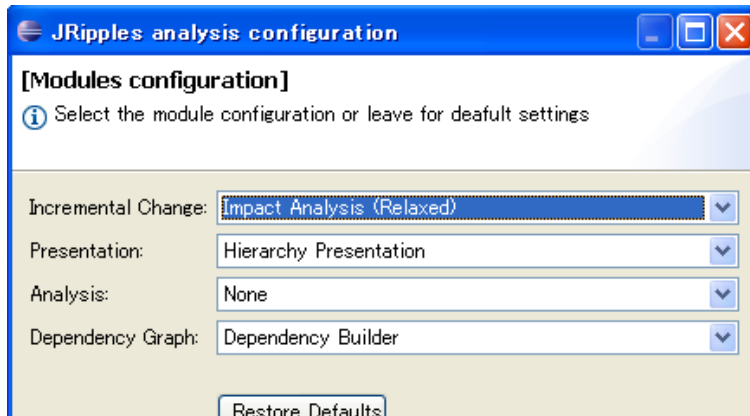 JRipples analysis configuration
[Modules configuration]
Select the module configuration or leave for deafult settings
Incremental Change: Impact Analysis (Relaxed)
Presentation: Hierarchy Presentation
Analysis: None
Dependency Graph: Dependency Builder
Restore Defaults